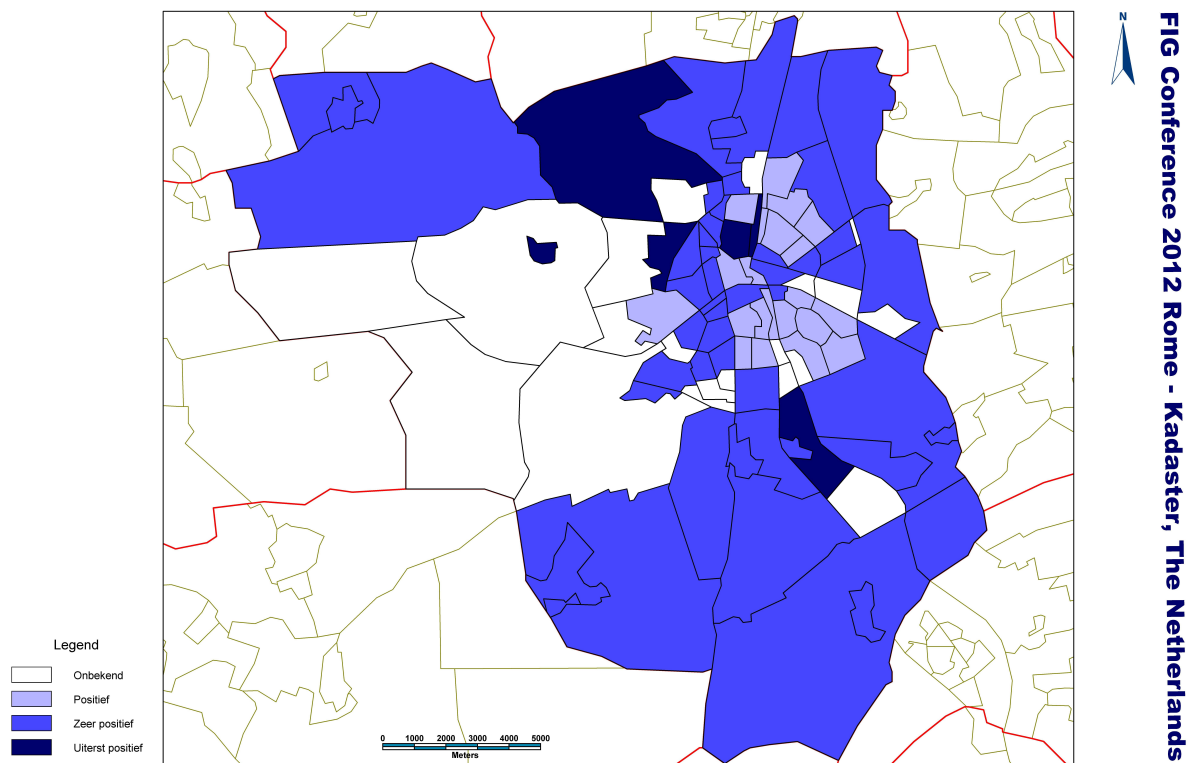 N
FIG Conference 2012 Rome - Kadaster, The Netherlands
Legend
Onbekend
Positief
Zeer positief
Uiterst positief
0 1000 2000 3000 4000 5000
Meters